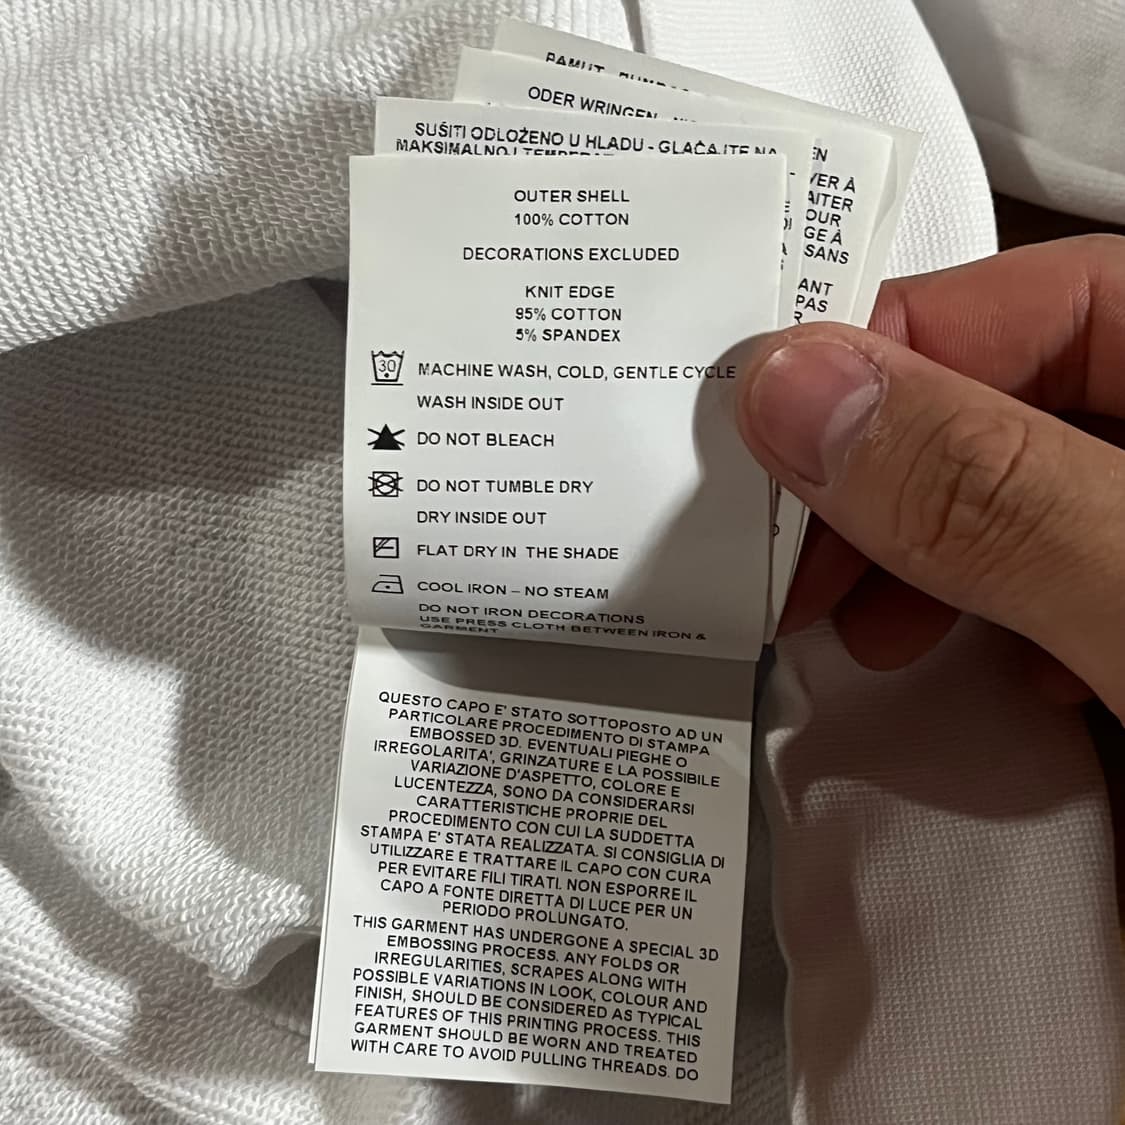 ODER WRINGEN
SUŠITI ODLOŽENO U HLADU - GLAČAJTE NA
EN
VER À
AITER
OUR
GE À
SANS
ANT
PAS
R
OUTER SHELL
100% COTTON
DECORATIONS EXCLUDED
KNIT EDGE
95% COTTON
5% SPANDEX
30
MACHINE WASH, COLD, GENTLE CYCLE
WASH INSIDE OUT
DO NOT BLEACH
DO NOT TUMBLE DRY
DRY INSIDE OUT
FLAT DRY IN THE SHADE
COOL IRON – NO STEAM
DO NOT IRON DECORATIONS
USE PRESS CLOTH BETWEEN IRON &
GARMENT
QUESTO CAPO E' STATO SOTTOPOSTO AD UN
PARTICOLARE PROCEDIMENTO DI STAMPA
EMBOSSED 3D. EVENTUALI PIEGHE O
IRREGOLARITA', GRINZATURE E LA POSSIBILE
VARIAZIONE D'ASPETTO, COLORE E
LUCENTEZZA, SONO DA CONSIDERARSI
CARATTERISTICHE PROPRIE DEL
PROCEDIMENTO CON CUI LA SUDDETTA
STAMPA E' STATA REALIZZATA. SI CONSIGLIA DI
UTILIZZARE E TRATTARE IL CAPO CON CURA
PER EVITARE FILI TIRATI. NON ESPORRE IL
CAPO A FONTE DIRETTA DI LUCE PER UN
PERIODO PROLUNGATO.
THIS GARMENT HAS UNDERGONE A SPECIAL 3D
EMBOSSING PROCESS. ANY FOLDS OR
IRREGULARITIES, SCRAPES ALONG WITH
POSSIBLE VARIATIONS IN LOOK, COLOUR AND
FINISH, SHOULD BE CONSIDERED AS TYPICAL
FEATURES OF THIS PRINTING PROCESS. THIS
GARMENT SHOULD BE WORN AND TREATED
WITH CARE TO AVOID PULLING THREADS. DO